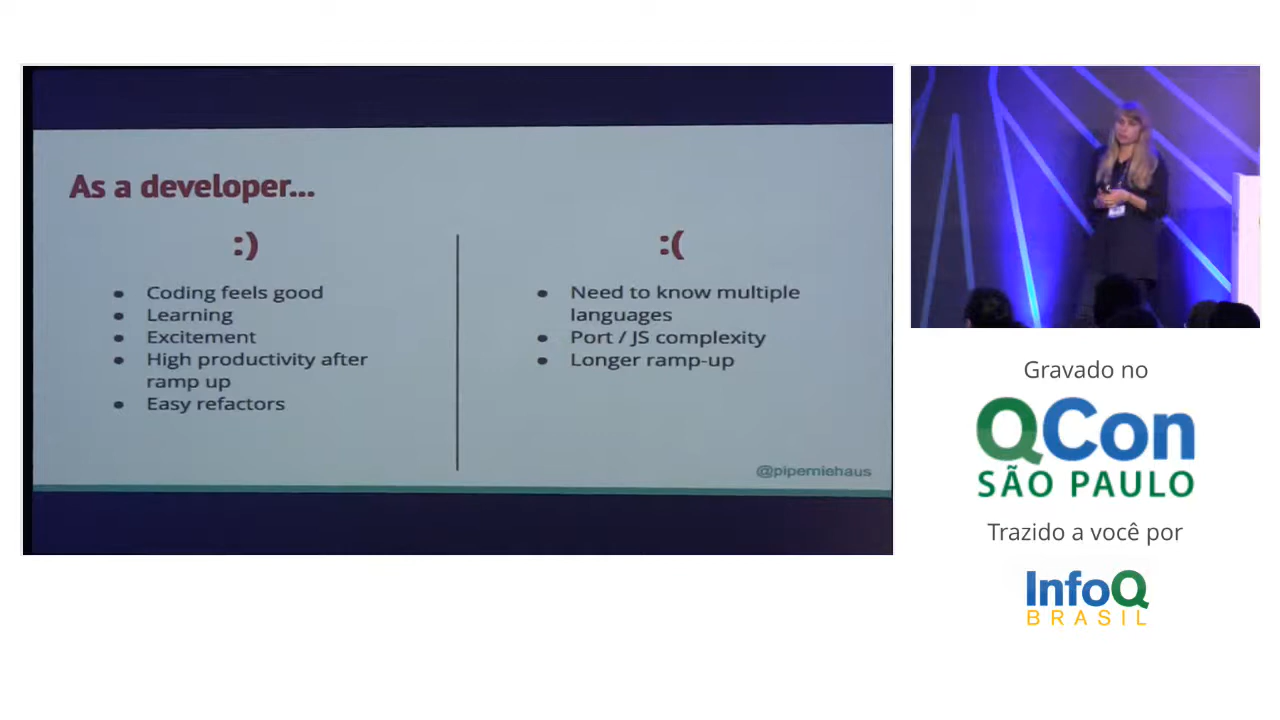 As a developer...
:)
Coding feels good
Learning
Excitement
High productivity after
ramp up
Easy refactors
:(
Need to know multiple
languages
Port / JS complexity
Longer ramp-up
@piperniehaus
Gravado no
QCon
SÃO PAULO
Trazido a você por
InfoQ
BRASIL